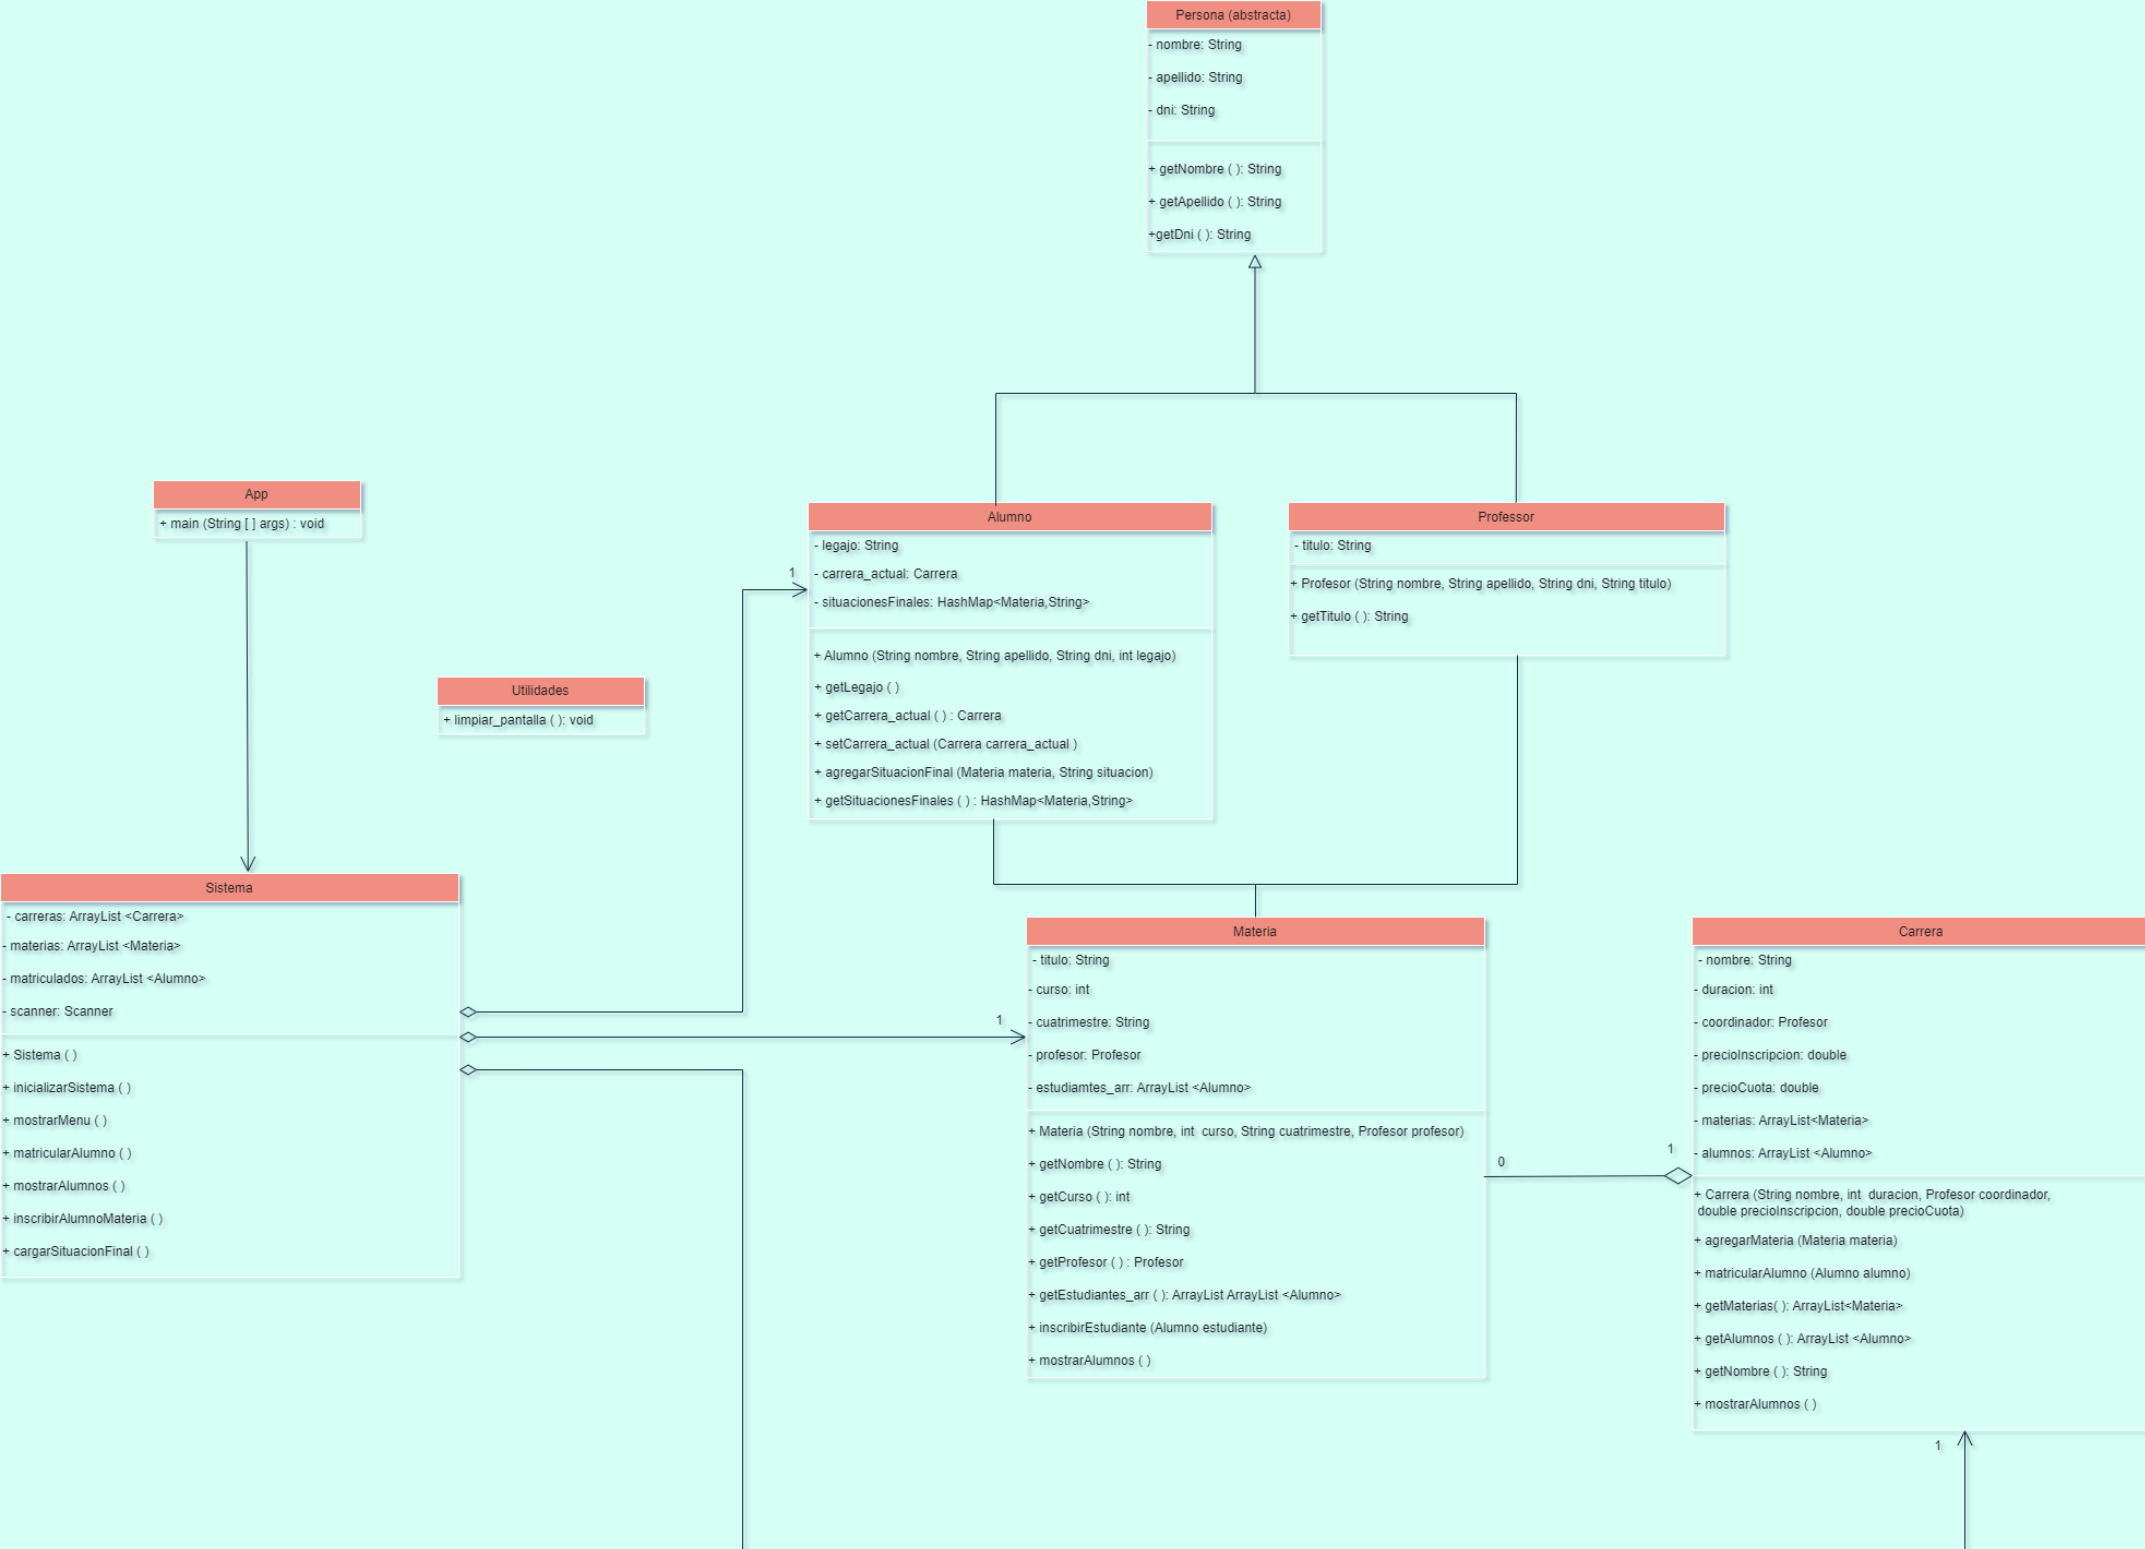 Persona (abstracta)
- nombre: String
- apellido: String
- dni: String
+ getNombre ( ): String
+ getApellido ( ): String
+getDni ( ): String
App
+ main (String [ ] args) : void
Alumno
- legajo: String
- carrera_actual: Carrera
- situacionesFinales: HashMap<Materia,String>
+ Alumno (String nombre, String apellido, String dni, int legajo)
+ getLegajo ( )
+ getCarrera_actual ( ) : Carrera
+ setCarrera_actual (Carrera carrera_actual )
+ agregarSituacionFinal (Materia materia, String situacion)
+ getSituacionesFinales ( ) : HashMap<Materia,String>
Professor
- titulo: String
+ Profesor (String nombre, String apellido, String dni, String titulo)
+ getTitulo ( ): String
1
Utilidades
+ limpiar_pantalla ( ): void
Sistema
- carreras: ArrayList <Carrera>
- materias: ArrayList <Materia>
- matriculados: ArrayList <Alumno>
- scanner: Scanner
+ Sistema ( )
+ inicializarSistema ( )
+ mostrarMenu ( )
+ matricularAlumno ( )
+ mostrarAlumnos ( )
+ inscribirAlumnoMateria ( )
+ cargarSituacionFinal ( )
1
Materia
- titulo: String
- curso: int
- cuatrimestre: String
- profesor: Profesor
- estudiamtes_arr: ArrayList <Alumno>
+ Materia (String nombre, int  curso, String cuatrimestre, Profesor profesor)
+ getNombre ( ): String
+ getCurso ( ): int
+ getCuatrimestre ( ): String
+ getProfesor ( ) : Profesor
+ getEstudiantes_arr ( ): ArrayList ArrayList <Alumno>
+ inscribirEstudiante (Alumno estudiante)
+ mostrarAlumnos ( )
0
1
Carrera
- nombre: String
- duracion: int
- coordinador: Profesor
- precioInscripcion: double
- precioCuota: double
- materias: ArrayList<Materia>
- alumnos: ArrayList <Alumno>
+ Carrera (String nombre, int  duracion, Profesor coordinador,
double precioInscripcion, double precioCuota)
+ agregarMateria (Materia materia)
+ matricularAlumno (Alumno alumno)
+ getMaterias( ): ArrayList<Materia>
+ getAlumnos ( ): ArrayList <Alumno>
+ getNombre ( ): String
+ mostrarAlumnos ( )
1